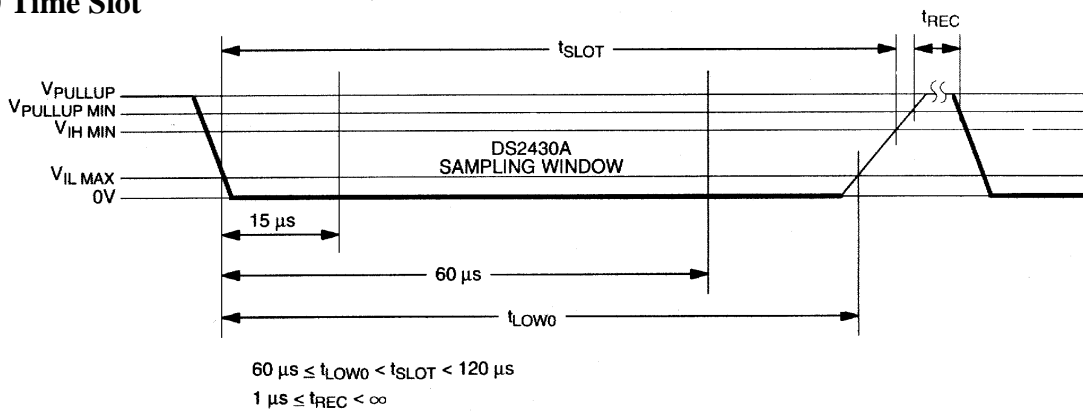 Time Slot
tREC
tSLOT
VPULLUP
VPULLUP MIN
VIH MIN
DS2430A
SAMPLING WINDOW
VIL MAX
0V
15 µs
60 µs
tLOW0
60 µs ≤ tLOW0 < tSLOT < 120 µs
1 µs ≤ tREC < ∞